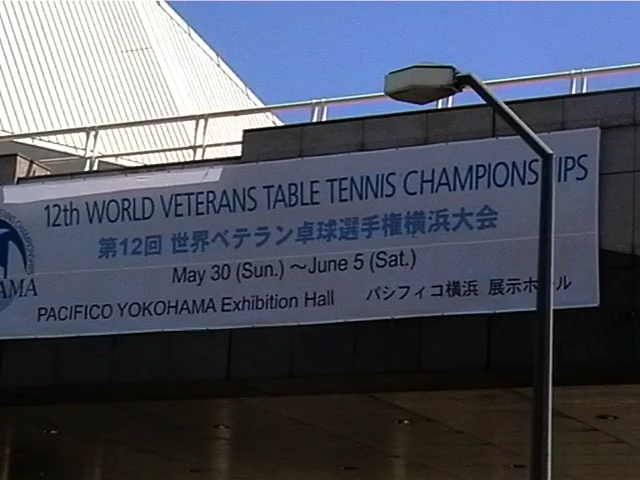 12th WORLD VETERANS TABLE TENNIS CHAMPIONSHIPS
第12回 世界ベテラン卓球選手権横浜大会
May 30 (Sun.) ～June 5 (Sat.)
PACIFICO YOKOHAMA Exhibition Hall パシフィコ横浜 展示ホール
AMA